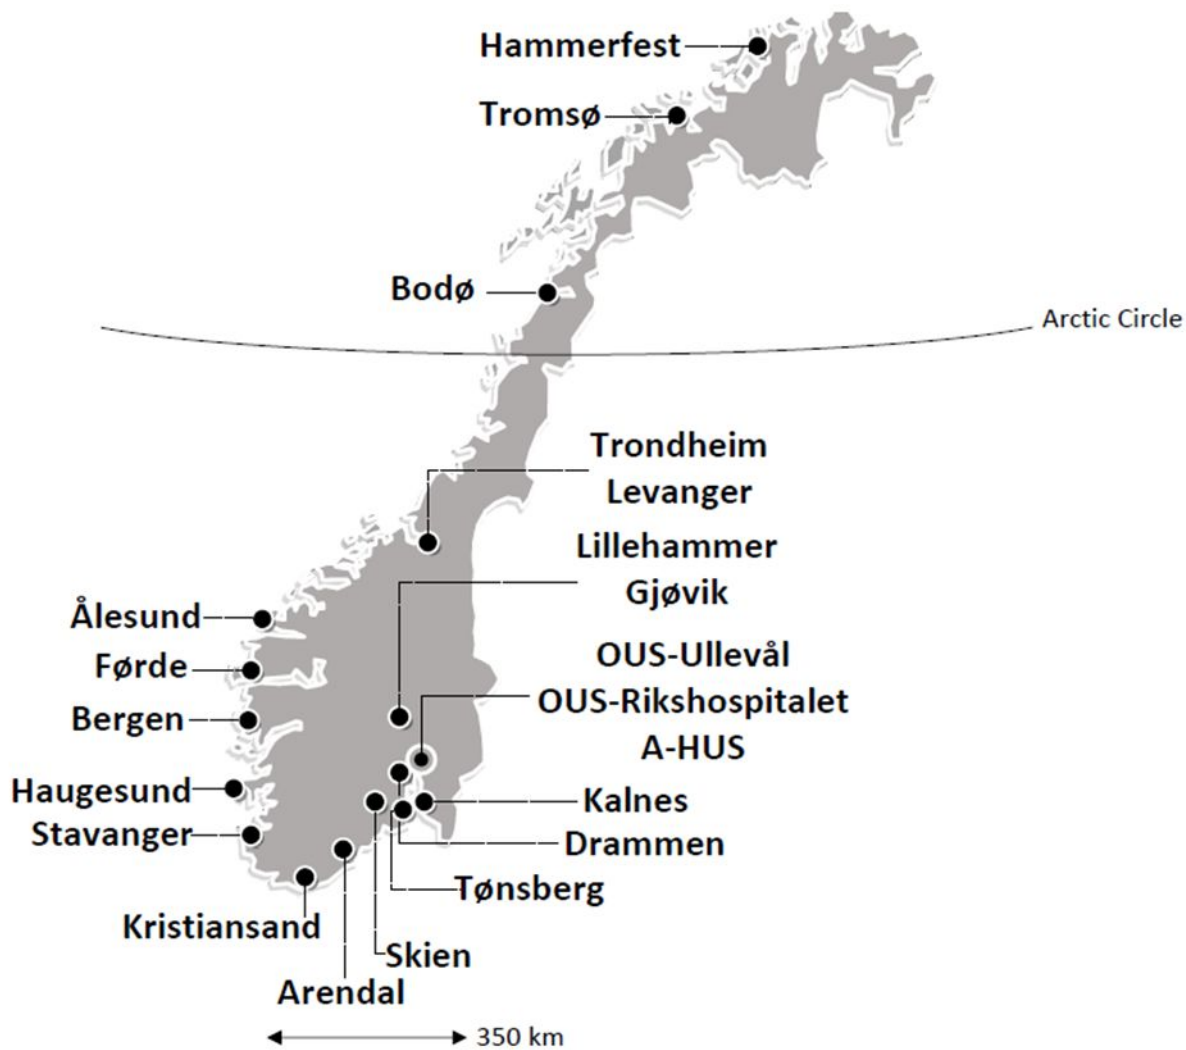 Hammerfest
Tromsø
Bodø
Arctic Circle
Trondheim
Levanger
Lillehammer
Gjøvik
Ålesund
OUS-Ullevål
Førde
OUS-Rikshospitalet
Bergen
A-HUS
Haugesund
Kalnes
Stavanger
Drammen
Tønsberg
Kristiansand
Skien
Arendal
350 km